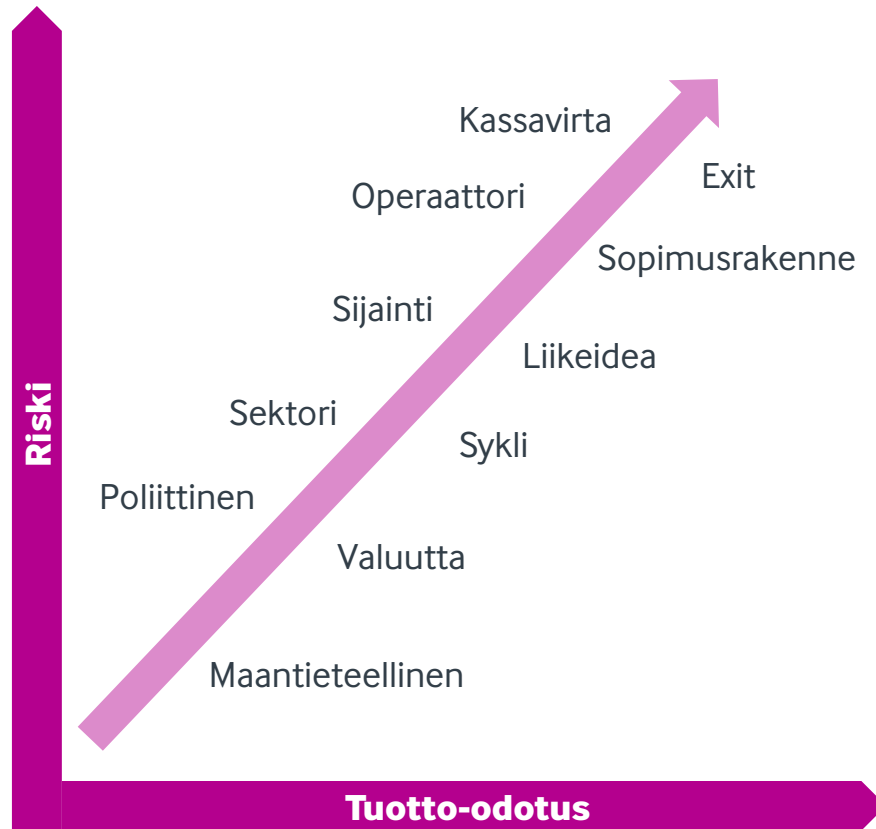 Kassavirta
Exit
Operaattori
Sopimusrakenne
Sijainti
Liikeidea
Sektori
Sykli
Poliittinen
Valuutta
Maantieteellinen
Riski
Tuotto-odotus